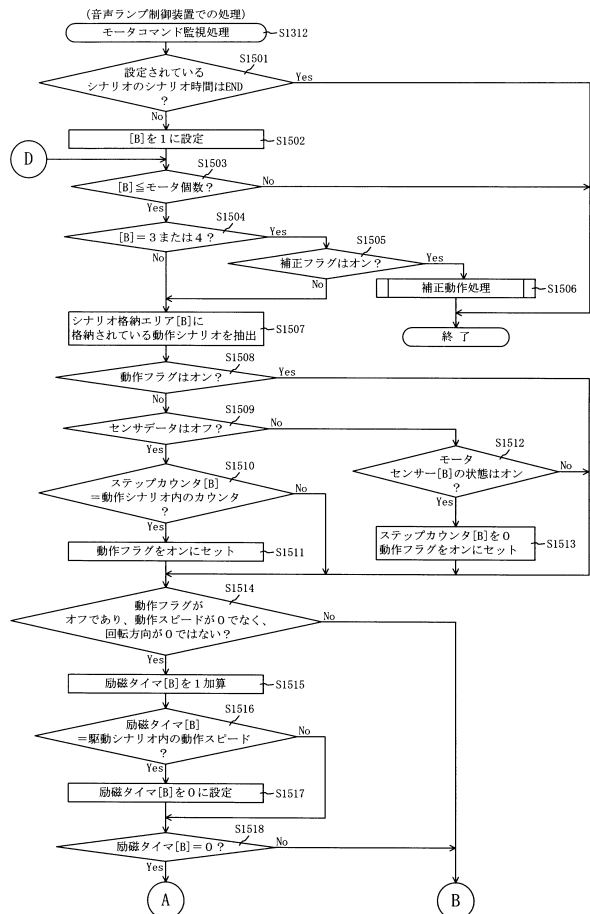 (音声ランプ制御装置での処理)
モータコマンド監視処理
S1312
設定されている
シナリオのシナリオ時間はEND
?
S1501
Yes
No
[B]を1に設定
S1502
D
[B]≦モータ個数?
S1503
No
Yes
[B]=3または4?
S1504
Yes
No
補正フラグはオン?
S1505
Yes
No
補正動作処理
S1506
終了
シナリオ格納エリア[B]に
格納されている動作シナリオを抽出
S1507
動作フラグはオン?
S1508
Yes
No
センサデータはオフ?
S1509
No
Yes
ステップカウンタ[B]
=動作シナリオ内のカウンタ
?
S1510
No
Yes
動作フラグをオンにセット
S1511
モータ
センサー[B]の状態はオン
?
S1512
No
Yes
ステップカウンタ[B]を0
動作フラグをオンにセット
S1513
動作フラグが
オフであり、動作スピードが0でなく、
回転方向が0ではない?
S1514
No
Yes
励磁タイマ[B]を1加算
S1515
励磁タイマ[B]
=駆動シナリオ内の動作スピード
?
S1516
No
Yes
励磁タイマ[B]を0に設定
S1517
励磁タイマ[B]=0?
S1518
No
Yes
A
B